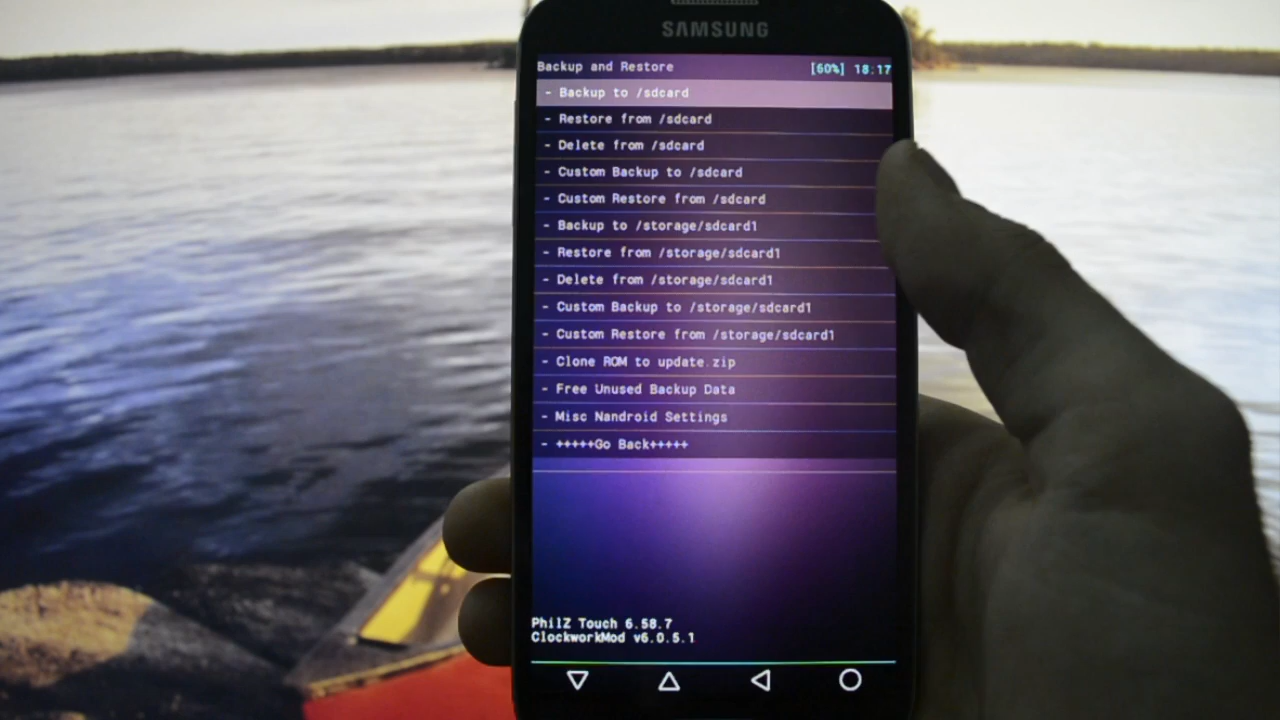 SAMSUNG
Backup and Restore [60%] 18:17
- Backup to /sdcard
- Restore from /sdcard
- Delete from /sdcard
- Custom Backup to /sdcard
- Custom Restore from /sdcard
- Backup to /storage/sdcard1
- Restore from /storage/sdcard1
- Delete from /storage/sdcard1
- Custom Backup to /storage/sdcard1
- Custom Restore from /storage/sdcard1
- Clone ROM to update.zip
- Free Unused Backup Data
- Misc Nandroid Settings
- +++++Go Back+++++
PhilZ Touch 6.58.7
ClockworkMod v6.0.5.1